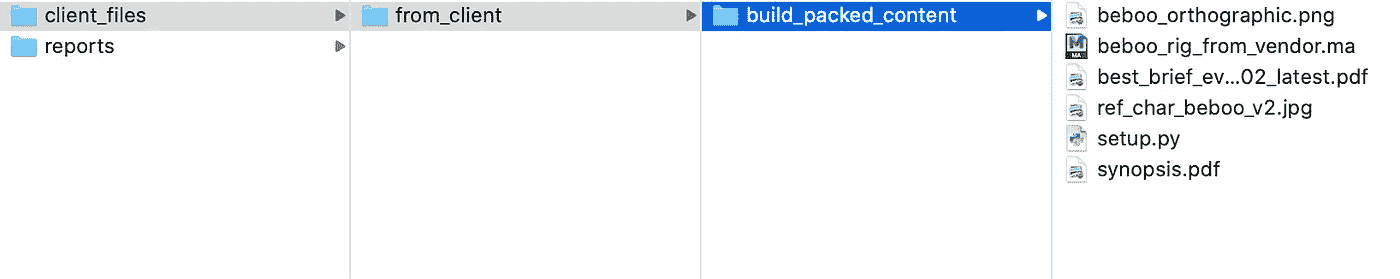 client_files
reports
from_client
build_packed_content
beboo_orthographic.png
beboo_rig_from_vendor.ma
best_brief_ev...02_latest.pdf
ref_char_beboo_v2.jpg
setup.py
synopsis.pdf